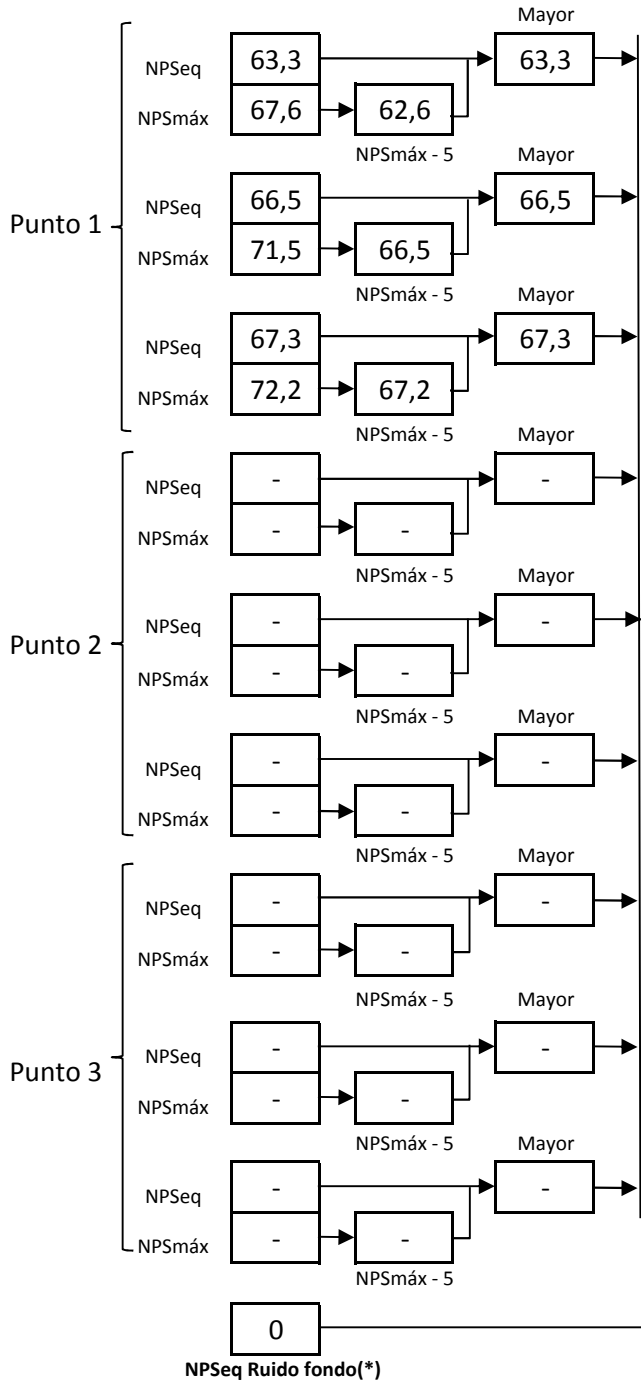 Mayor
NPSeq 63,3 63,3
NPSmáx 67,6 62,6
NPSmáx - 5 Mayor
Punto 1
NPSeq 66,5 66,5
NPSmáx 71,5 66,5
NPSmáx - 5 Mayor
NPSeq 67,3 67,3
NPSmáx 72,2 67,2
NPSmáx - 5 Mayor
NPSeq - -
NPSmáx - -
NPSmáx - 5 Mayor
Punto 2
NPSeq - -
NPSmáx - -
NPSmáx - 5 Mayor
NPSeq - -
NPSmáx - -
NPSmáx - 5 Mayor
NPSeq - -
NPSmáx - -
NPSmáx - 5 Mayor
Punto 3
NPSeq - -
NPSmáx - -
NPSmáx - 5 Mayor
NPSeq - -
NPSmáx - -
NPSmáx - 5
0
NPSeq Ruido fondo(*)